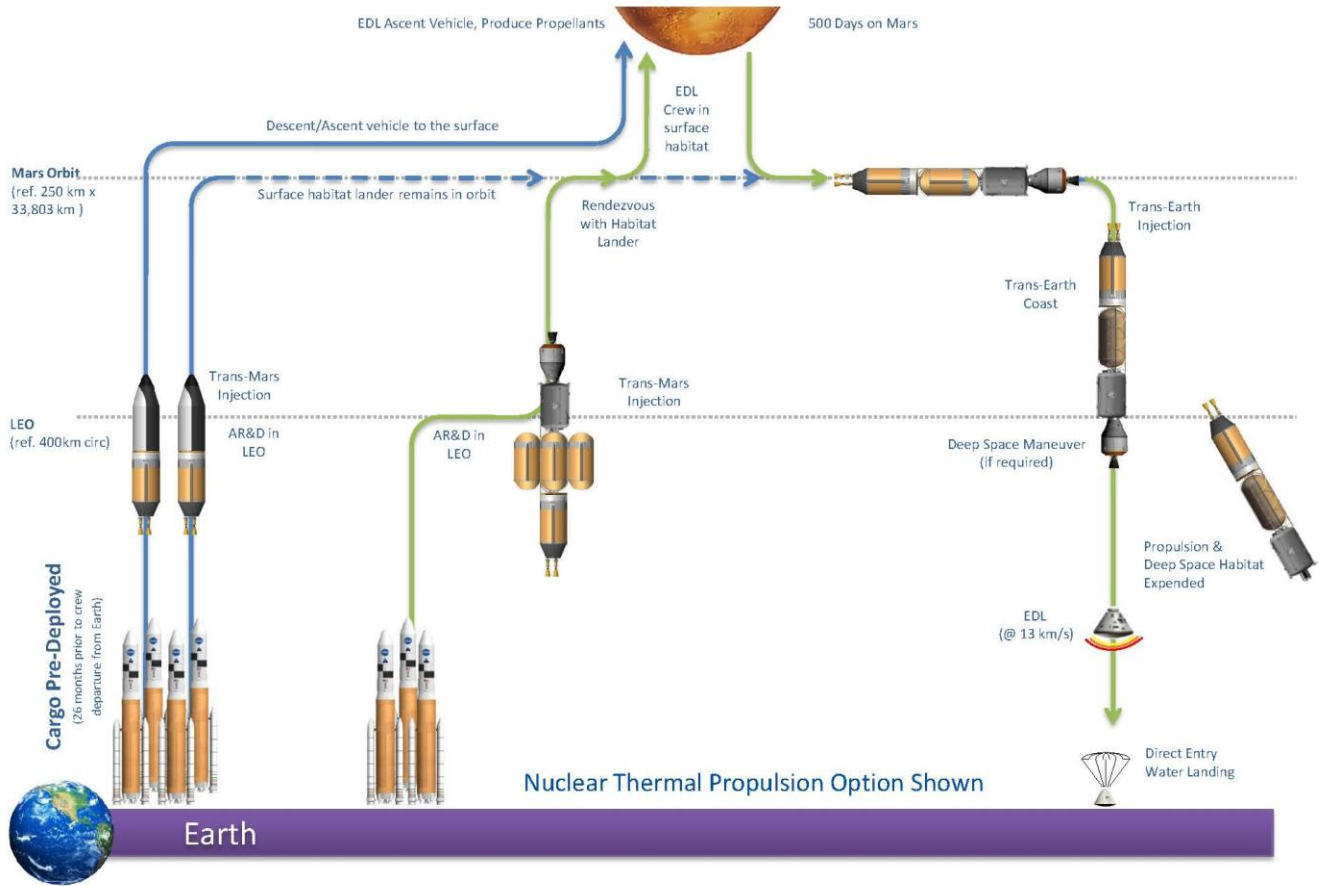 EDL Ascent Vehicle, Produce Propellants
500 Days on Mars
EDL
Crew in
surface
habitat
Descent/Ascent vehicle to the surface
Mars Orbit
(ref. 250 km x
33,803 km )
Surface habitat lander remains in orbit
Rendezvous
with Habitat
Lander
Trans-Earth
Injection
Trans-Earth
Coast
Trans-Mars
Injection
Trans-Mars
Injection
LEO
(ref. 400km circ)
AR&D in
LEO
AR&D in
LEO
Deep Space Maneuver
(if required)
Propulsion &
Deep Space Habitat
Expended
Cargo Pre-Deployed
(26 months prior to crew
departure from Earth)
EDL
(@ 13 km/s)
Direct Entry
Water Landing
Nuclear Thermal Propulsion Option Shown
Earth